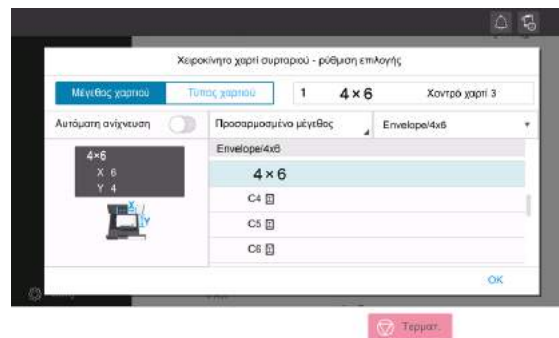 Χειροκίνητο χαρτί συρταριού - ρύθμιση επιλογής
Μέγεθος χαρτιού Τύπος χαρτιού 1 4×6 Χοντρό χαρτί 3
Αυτόματη ανίχνευση Προσαρμοσμένο μέγεθος Envelope/4x6
Envelope/4x6
4×6
X 6
Y 4
X
Y
4×6
C4
C5
C6
OK
Τερματ.